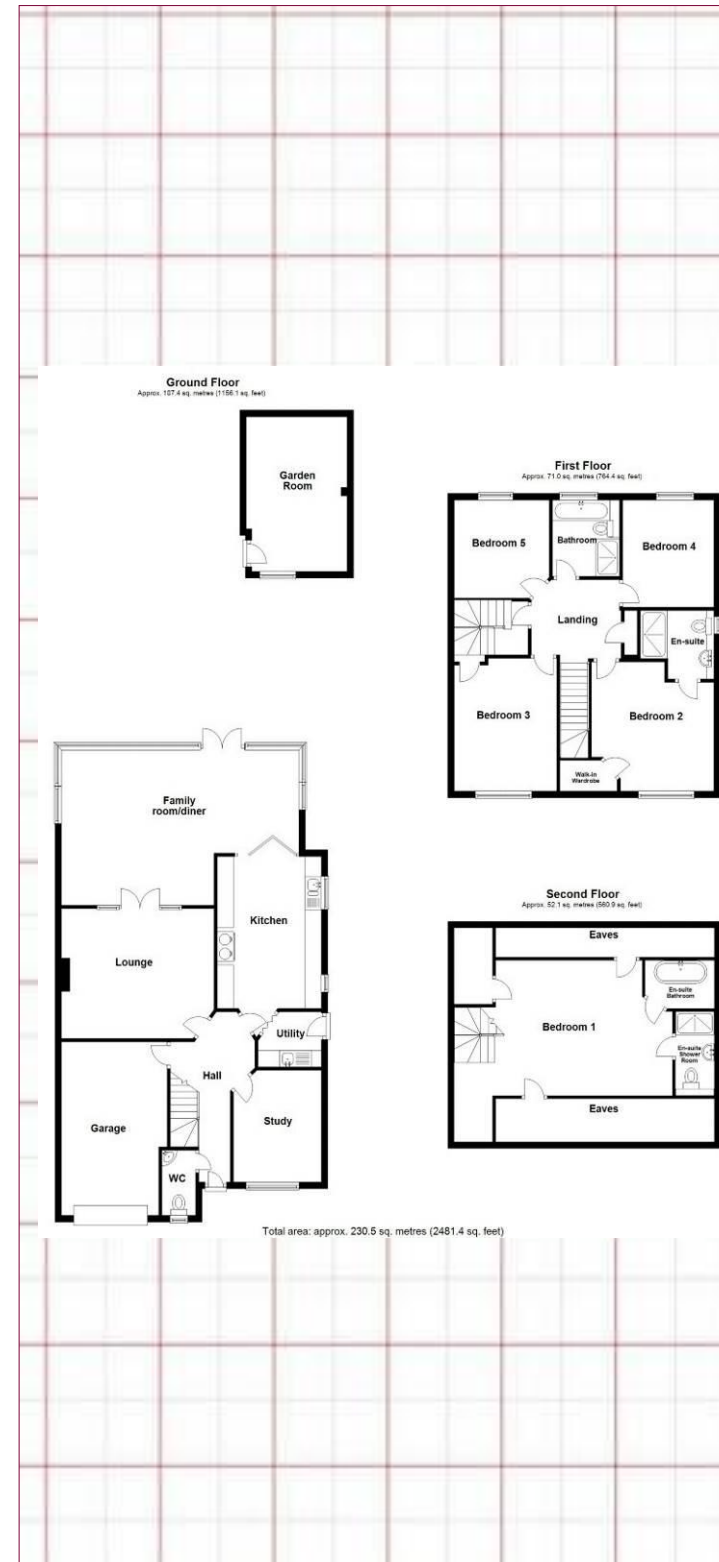 Ground Floor
Approx. 107.4 sq. metres (1156.1 sq. feet)
Garden
Room
Family
room/diner
Kitchen
Lounge
Utility
Hall
Garage
Study
WC
First Floor
Approx. 71.0 sq. metres (764.4 sq. feet)
Bedroom 5
Bathroom
Bedroom 4
Landing
En-suite
Bedroom 3
Bedroom 2
Walk-in
Wardrobe
Second Floor
Approx. 52.1 sq. metres (560.9 sq. feet)
Eaves
En-suite
Bathroom
Bedroom 1
En-suite
Shower
Room
Eaves
Total area: approx. 230.5 sq. metres (2481.4 sq. feet)